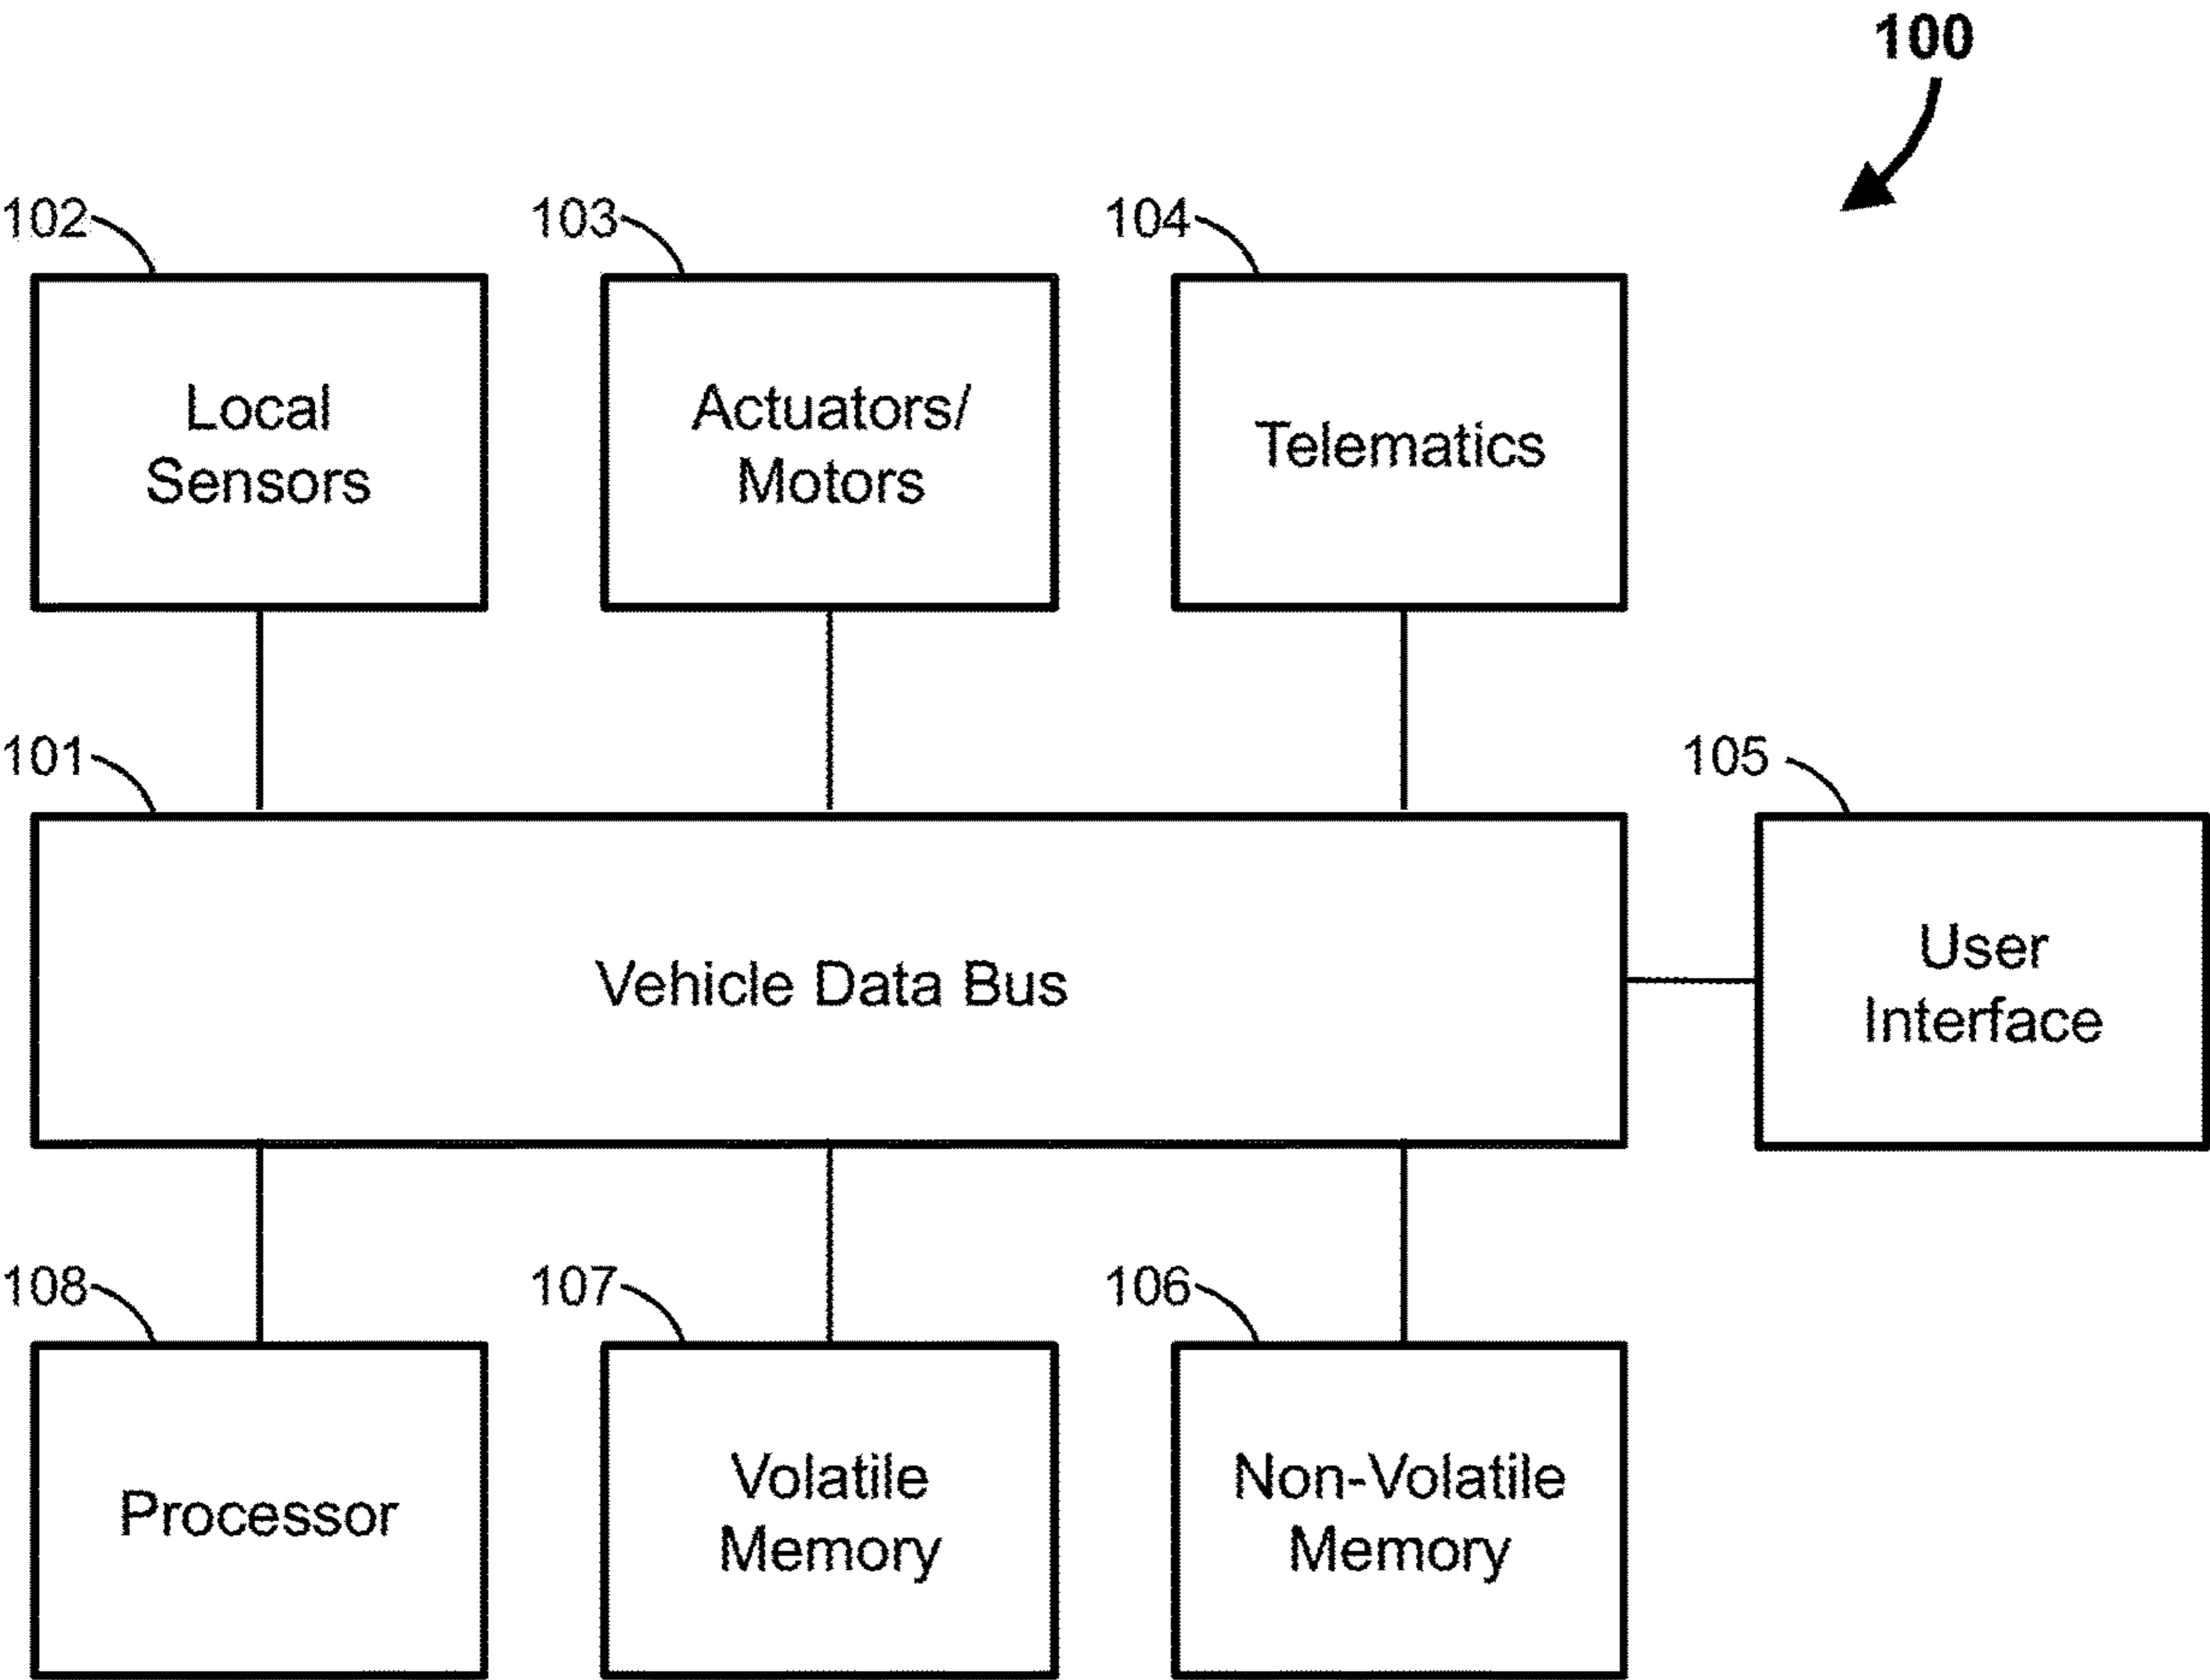 100
102
103
104
Local
Sensors
Actuators/
Motors
Telematics
101
105
Vehicle Data Bus
User
Interface
108
107
106
Processor
Volatile
Memory
Non-Volatile
Memory